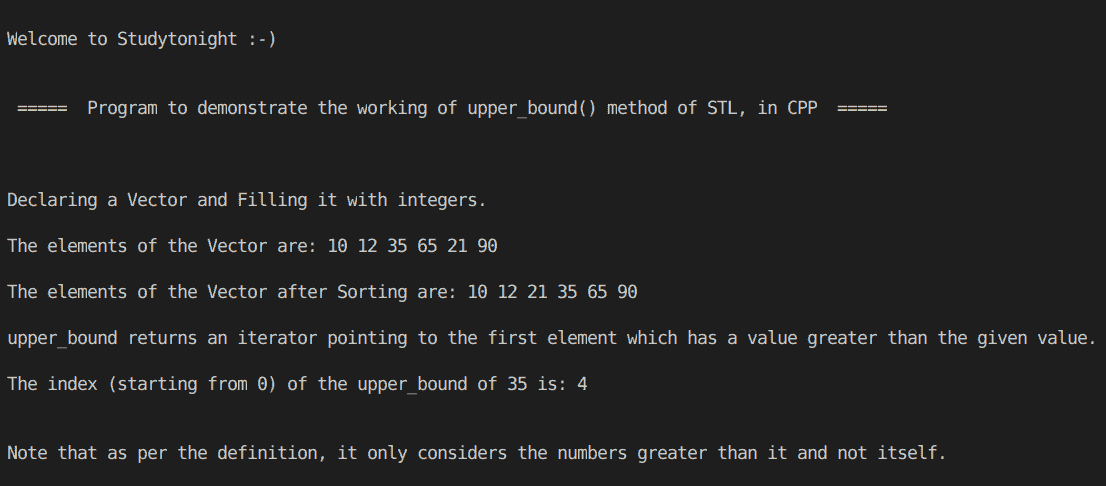 Welcome to Studytonight :-)
===== Program to demonstrate the working of upper_bound() method of STL, in CPP =====
Declaring a Vector and Filling it with integers.
The elements of the Vector are: 10 12 35 65 21 90
The elements of the Vector after Sorting are: 10 12 21 35 65 90
upper_bound returns an iterator pointing to the first element which has a value greater than the given value.
The index (starting from 0) of the upper_bound of 35 is: 4
Note that as per the definition, it only considers the numbers greater than it and not itself.